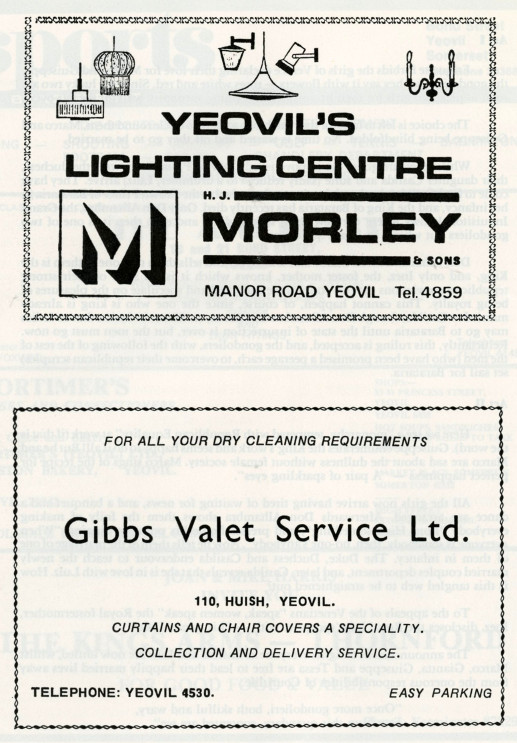 YEOVIL'S
LIGHTING CENTRE
H.J.
MORLEY
& SONS
MANOR ROAD YEOVIL Tel. 4859
FOR ALL YOUR DRY CLEANING REQUIREMENTS
Gibbs Valet Service Ltd.
110, HUISH, YEOVIL.
CURTAINS AND CHAIR COVERS A SPECIALITY.
COLLECTION AND DELIVERY SERVICE.
TELEPHONE: YEOVIL 4530. EASY PARKING